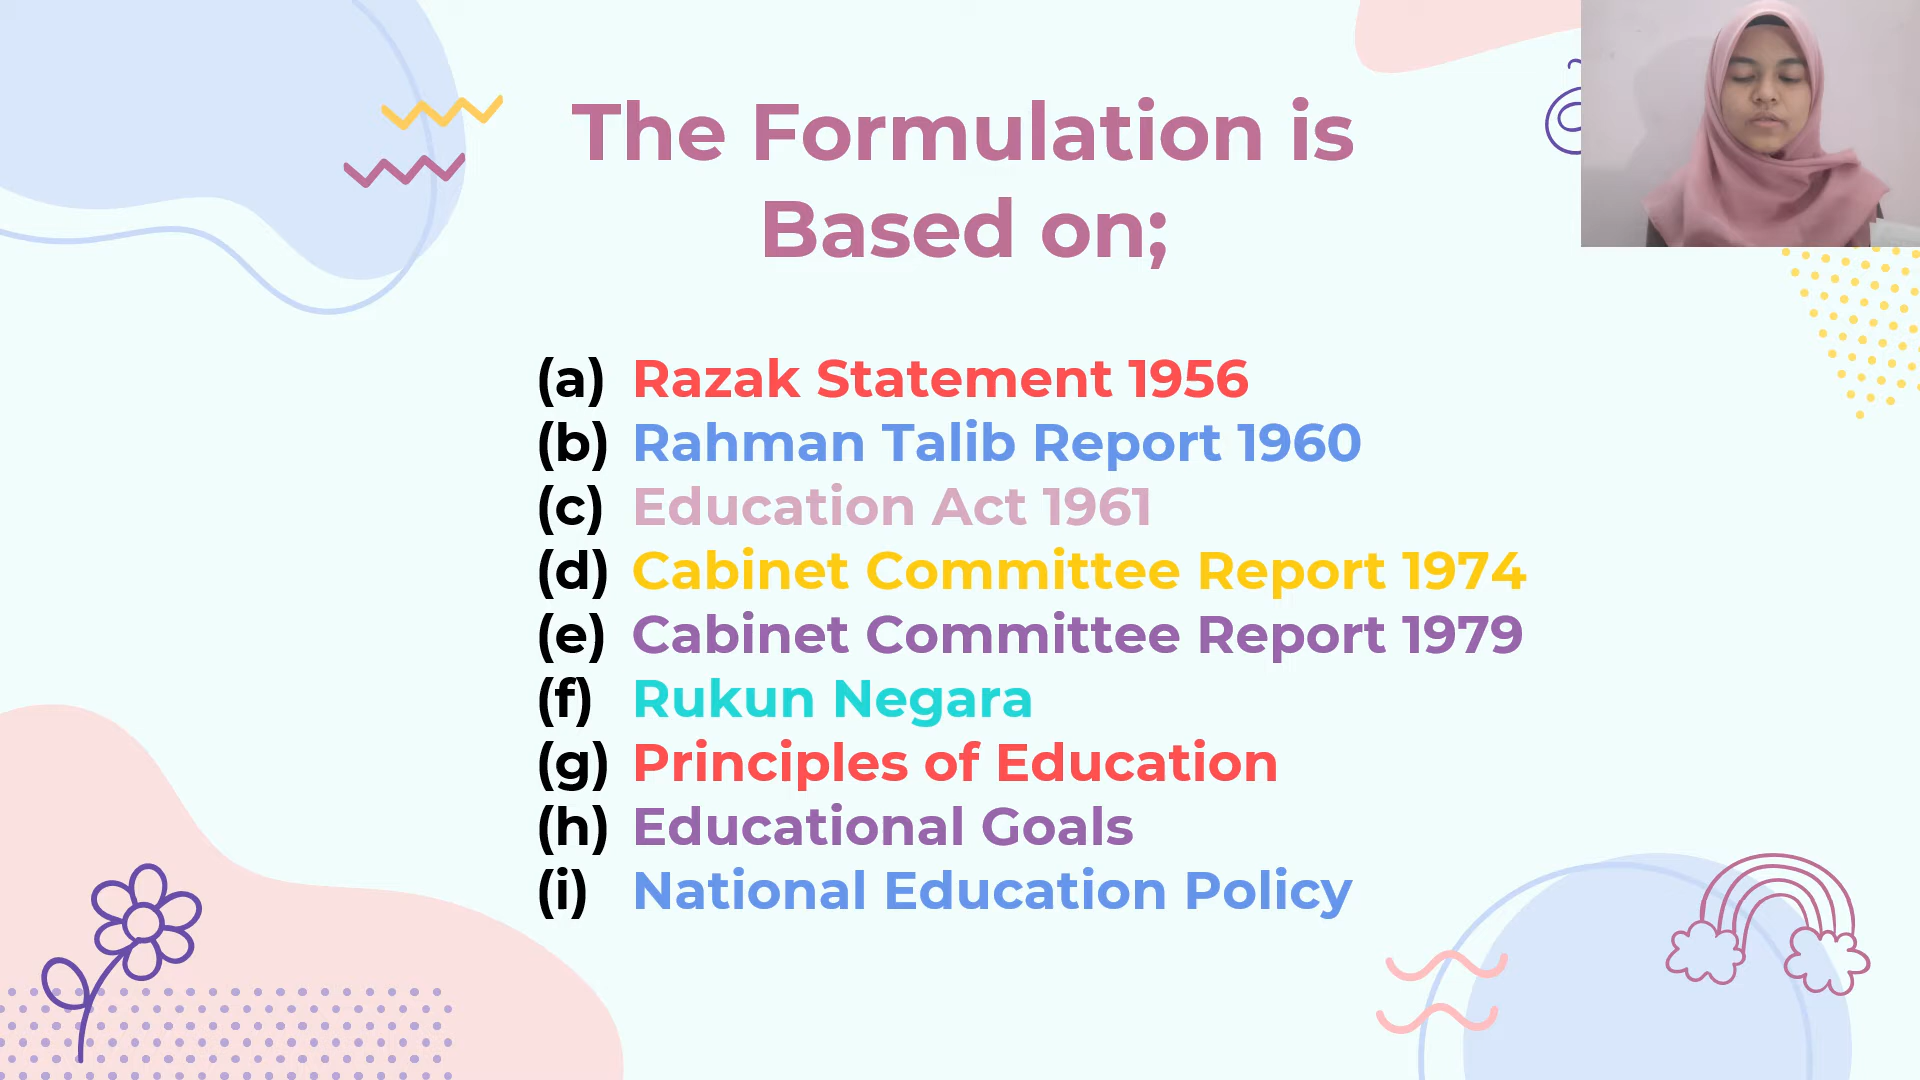 The Formulation is
Based on;
(a) Razak Statement 1956
(b) Rahman Talib Report 1960
(c) Education Act 1961
(d) Cabinet Committee Report 1974
(e) Cabinet Committee Report 1979
(f) Rukun Negara
(g) Principles of Education
(h) Educational Goals
(i) National Education Policy